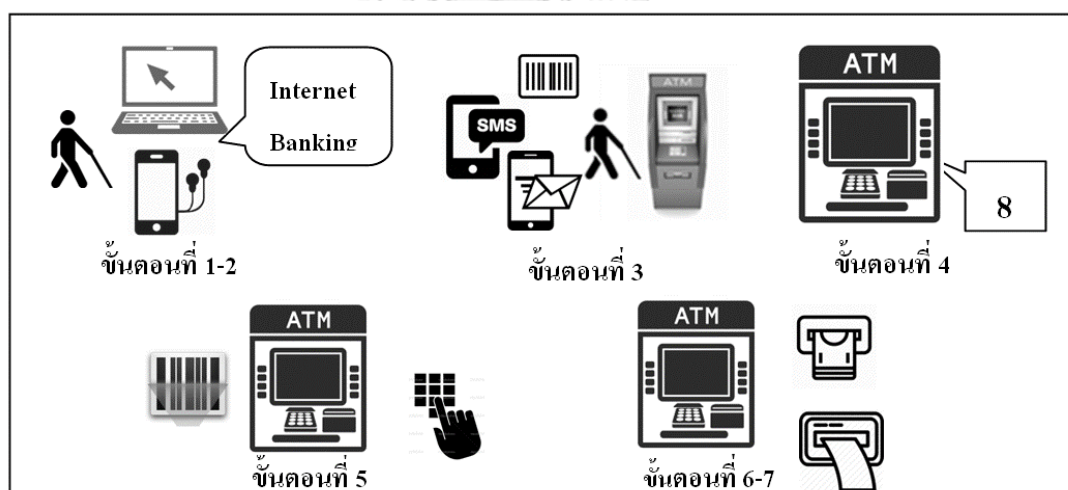 Internet
Banking
SMS
ATM
ATM
8
ขั้นตอนที่ 1-2
ขั้นตอนที่ 3
ขั้นตอนที่ 4
ATM
ATM
ขั้นตอนที่ 5
ขั้นตอนที่ 6-7